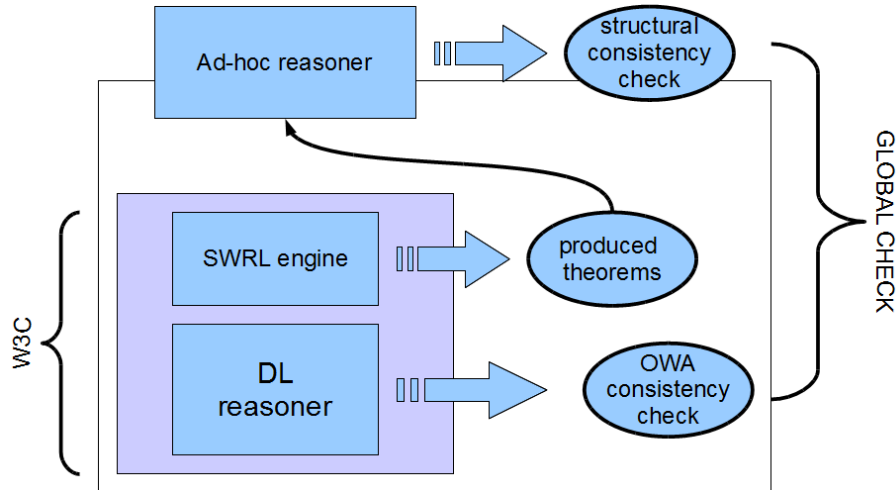 Ad-hoc reasoner
structural
consistency
check
SWRL engine
produced
theorems
DL
reasoner
OWA
consistency
check
W3C
GLOBAL CHECK